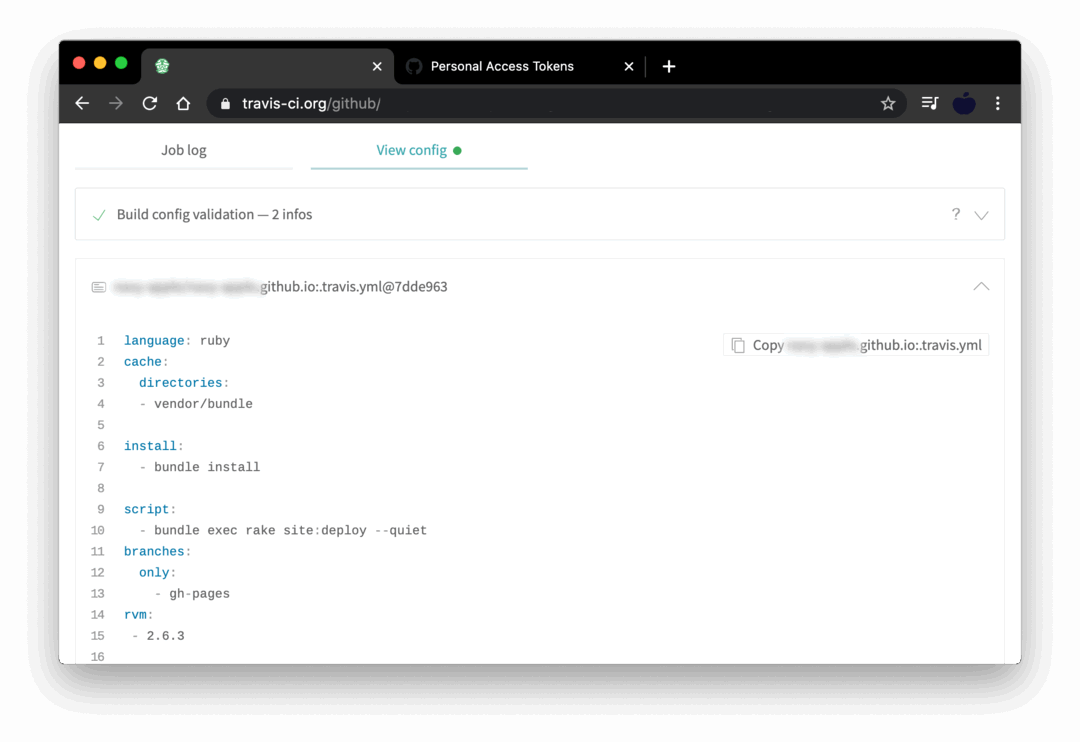 Personal Access Tokens
travis-ci.org/github/
Job log
View config
Build config validation — 2 infos
?
github.io:.travis.yml@7dde963
Copy github.io:.travis.yml
1 language: ruby
2 cache:
3   directories:
4   - vendor/bundle
5
6 install:
7   - bundle install
8
9 script:
10   - bundle exec rake site:deploy --quiet
11 branches:
12   only:
13     - gh-pages
14 rvm:
15  - 2.6.3
16